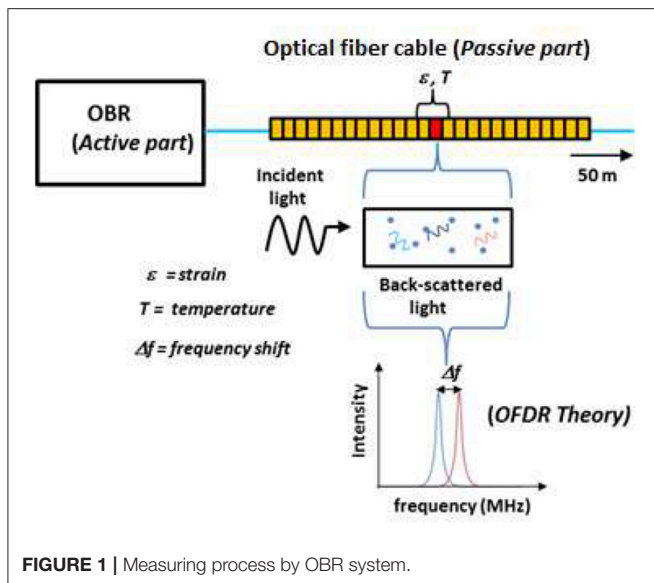 Optical fiber cable (Passive part)
ε, T
OBR
(Active part)
50 m
Incident
light
ε =strain
T = temperature
Δf = frequency shift
Back-scattered
light
Δf
Intensity
(OFDR Theory)
frequency (MHz)
FIGURE 1 | Measuring process by OBR system.